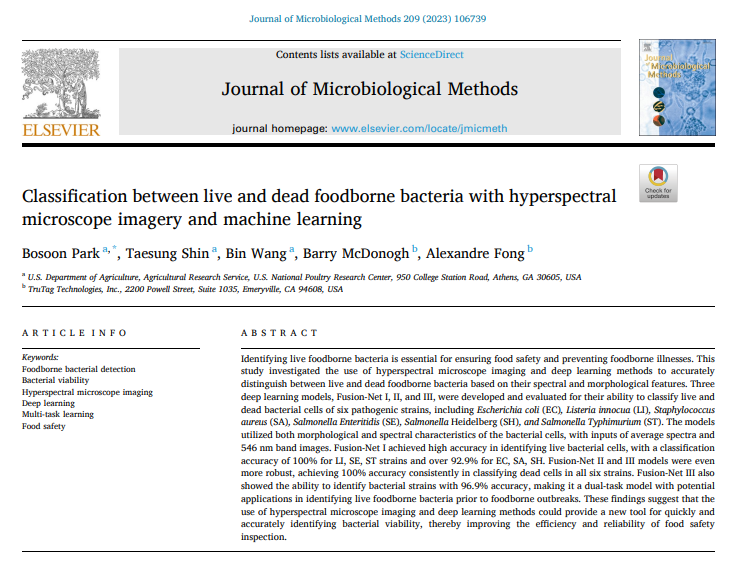 Journal of Microbiological Methods 209 (2023) 106739
Contents lists available at ScienceDirect
Journal of Microbiological Methods
journal homepage: www.elsevier.com/locate/jmicmeth
ELSEVIER
Journal
of Microbiological
Methods
Check for
updates
Classification between live and dead foodborne bacteria with hyperspectral
microscope imagery and machine learning
Bosoon Park a,*, Taesung Shin a, Bin Wang a, Barry McDonogh b, Alexandre Fong b
a U.S. Department of Agriculture, Agricultural Research Service, U.S. National Poultry Research Center, 950 College Station Road, Athens, GA 30605, USA
b TruTag Technologies, Inc., 2200 Powell Street, Suite 1035, Emeryville, CA 94608, USA
ARTICLE INFO
Keywords:
Foodborne bacterial detection
Bacterial viability
Hyperspectral microscope imaging
Deep learning
Multi-task learning
Food safety
ABSTRACT
Identifying live foodborne bacteria is essential for ensuring food safety and preventing foodborne illnesses. This
study investigated the use of hyperspectral microscope imaging and deep learning methods to accurately
distinguish between live and dead foodborne bacteria based on their spectral and morphological features. Three
deep learning models, Fusion-Net I, II, and III, were developed and evaluated for their ability to classify live and
dead bacterial cells of six pathogenic strains, including Escherichia coli (EC), Listeria innocua (LI), Staphylococcus
aureus (SA), Salmonella Enteritidis (SE), Salmonella Heidelberg (SH), and Salmonella Typhimurium (ST). The models
utilized both morphological and spectral characteristics of the bacterial cells, with inputs of average spectra and
546 nm band images. Fusion-Net I achieved high accuracy in identifying live bacterial cells, with a classification
accuracy of 100% for LI, SE, ST strains and over 92.9% for EC, SA, SH. Fusion-Net II and III models were even
more robust, achieving 100% accuracy consistently in classifying dead cells in all six strains. Fusion-Net III also
showed the ability to identify bacterial strains with 96.9% accuracy, making it a dual-task model with potential
applications in identifying live foodborne bacteria prior to foodborne outbreaks. These findings suggest that the
use of hyperspectral microscope imaging and deep learning methods could provide a new tool for quickly and
accurately identifying bacterial viability, thereby improving the efficiency and reliability of food safety
inspection.